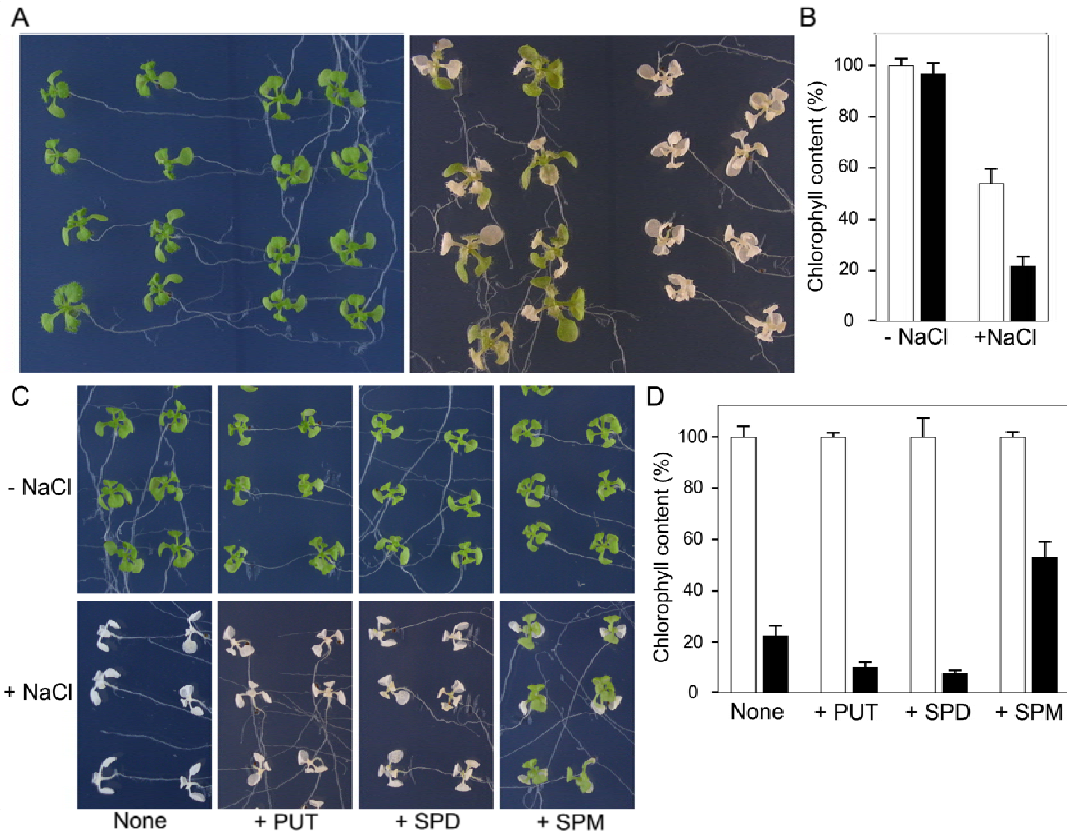 A
B
Chlorophyll content (%)
100
80
60
40
20
0
- NaCl +NaCl
C
- NaCl
+ NaCl
None + PUT + SPD + SPM
D
Chlorophyll content (%)
100
80
60
40
20
0
None + PUT + SPD + SPM